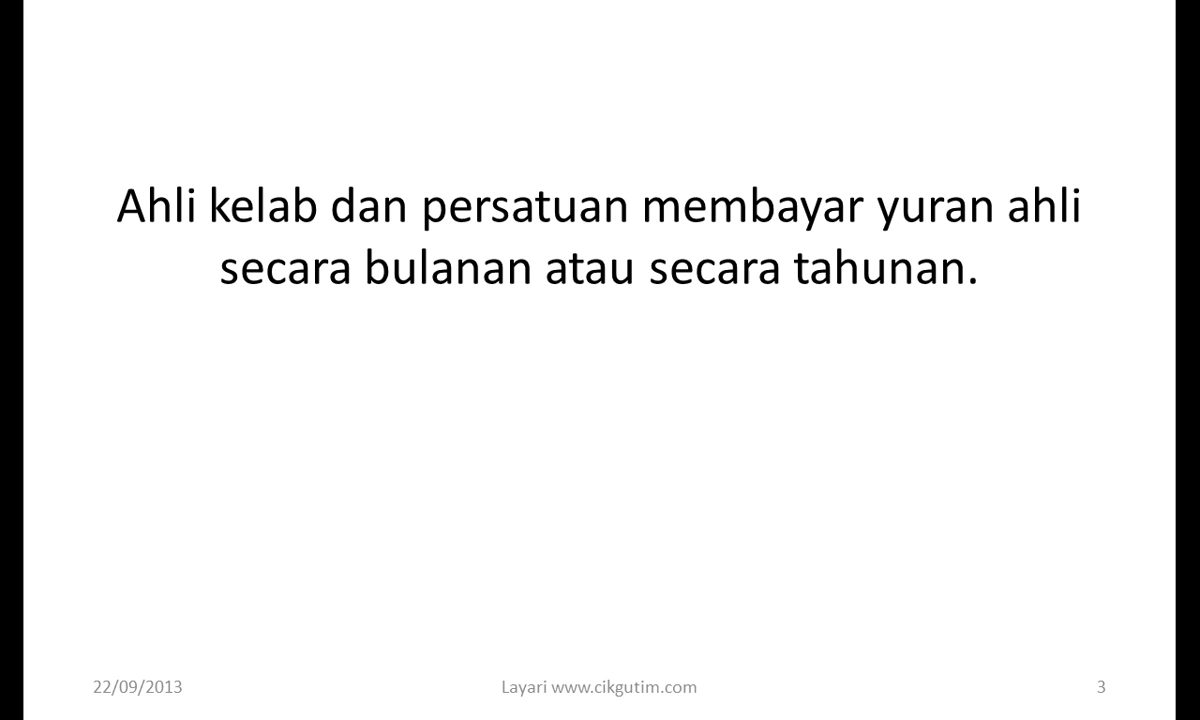 Ahli kelab dan persatuan membayar yuran ahli
secara bulanan atau secara tahunan.
22/09/2013
Layari www.cikgutim.com
3